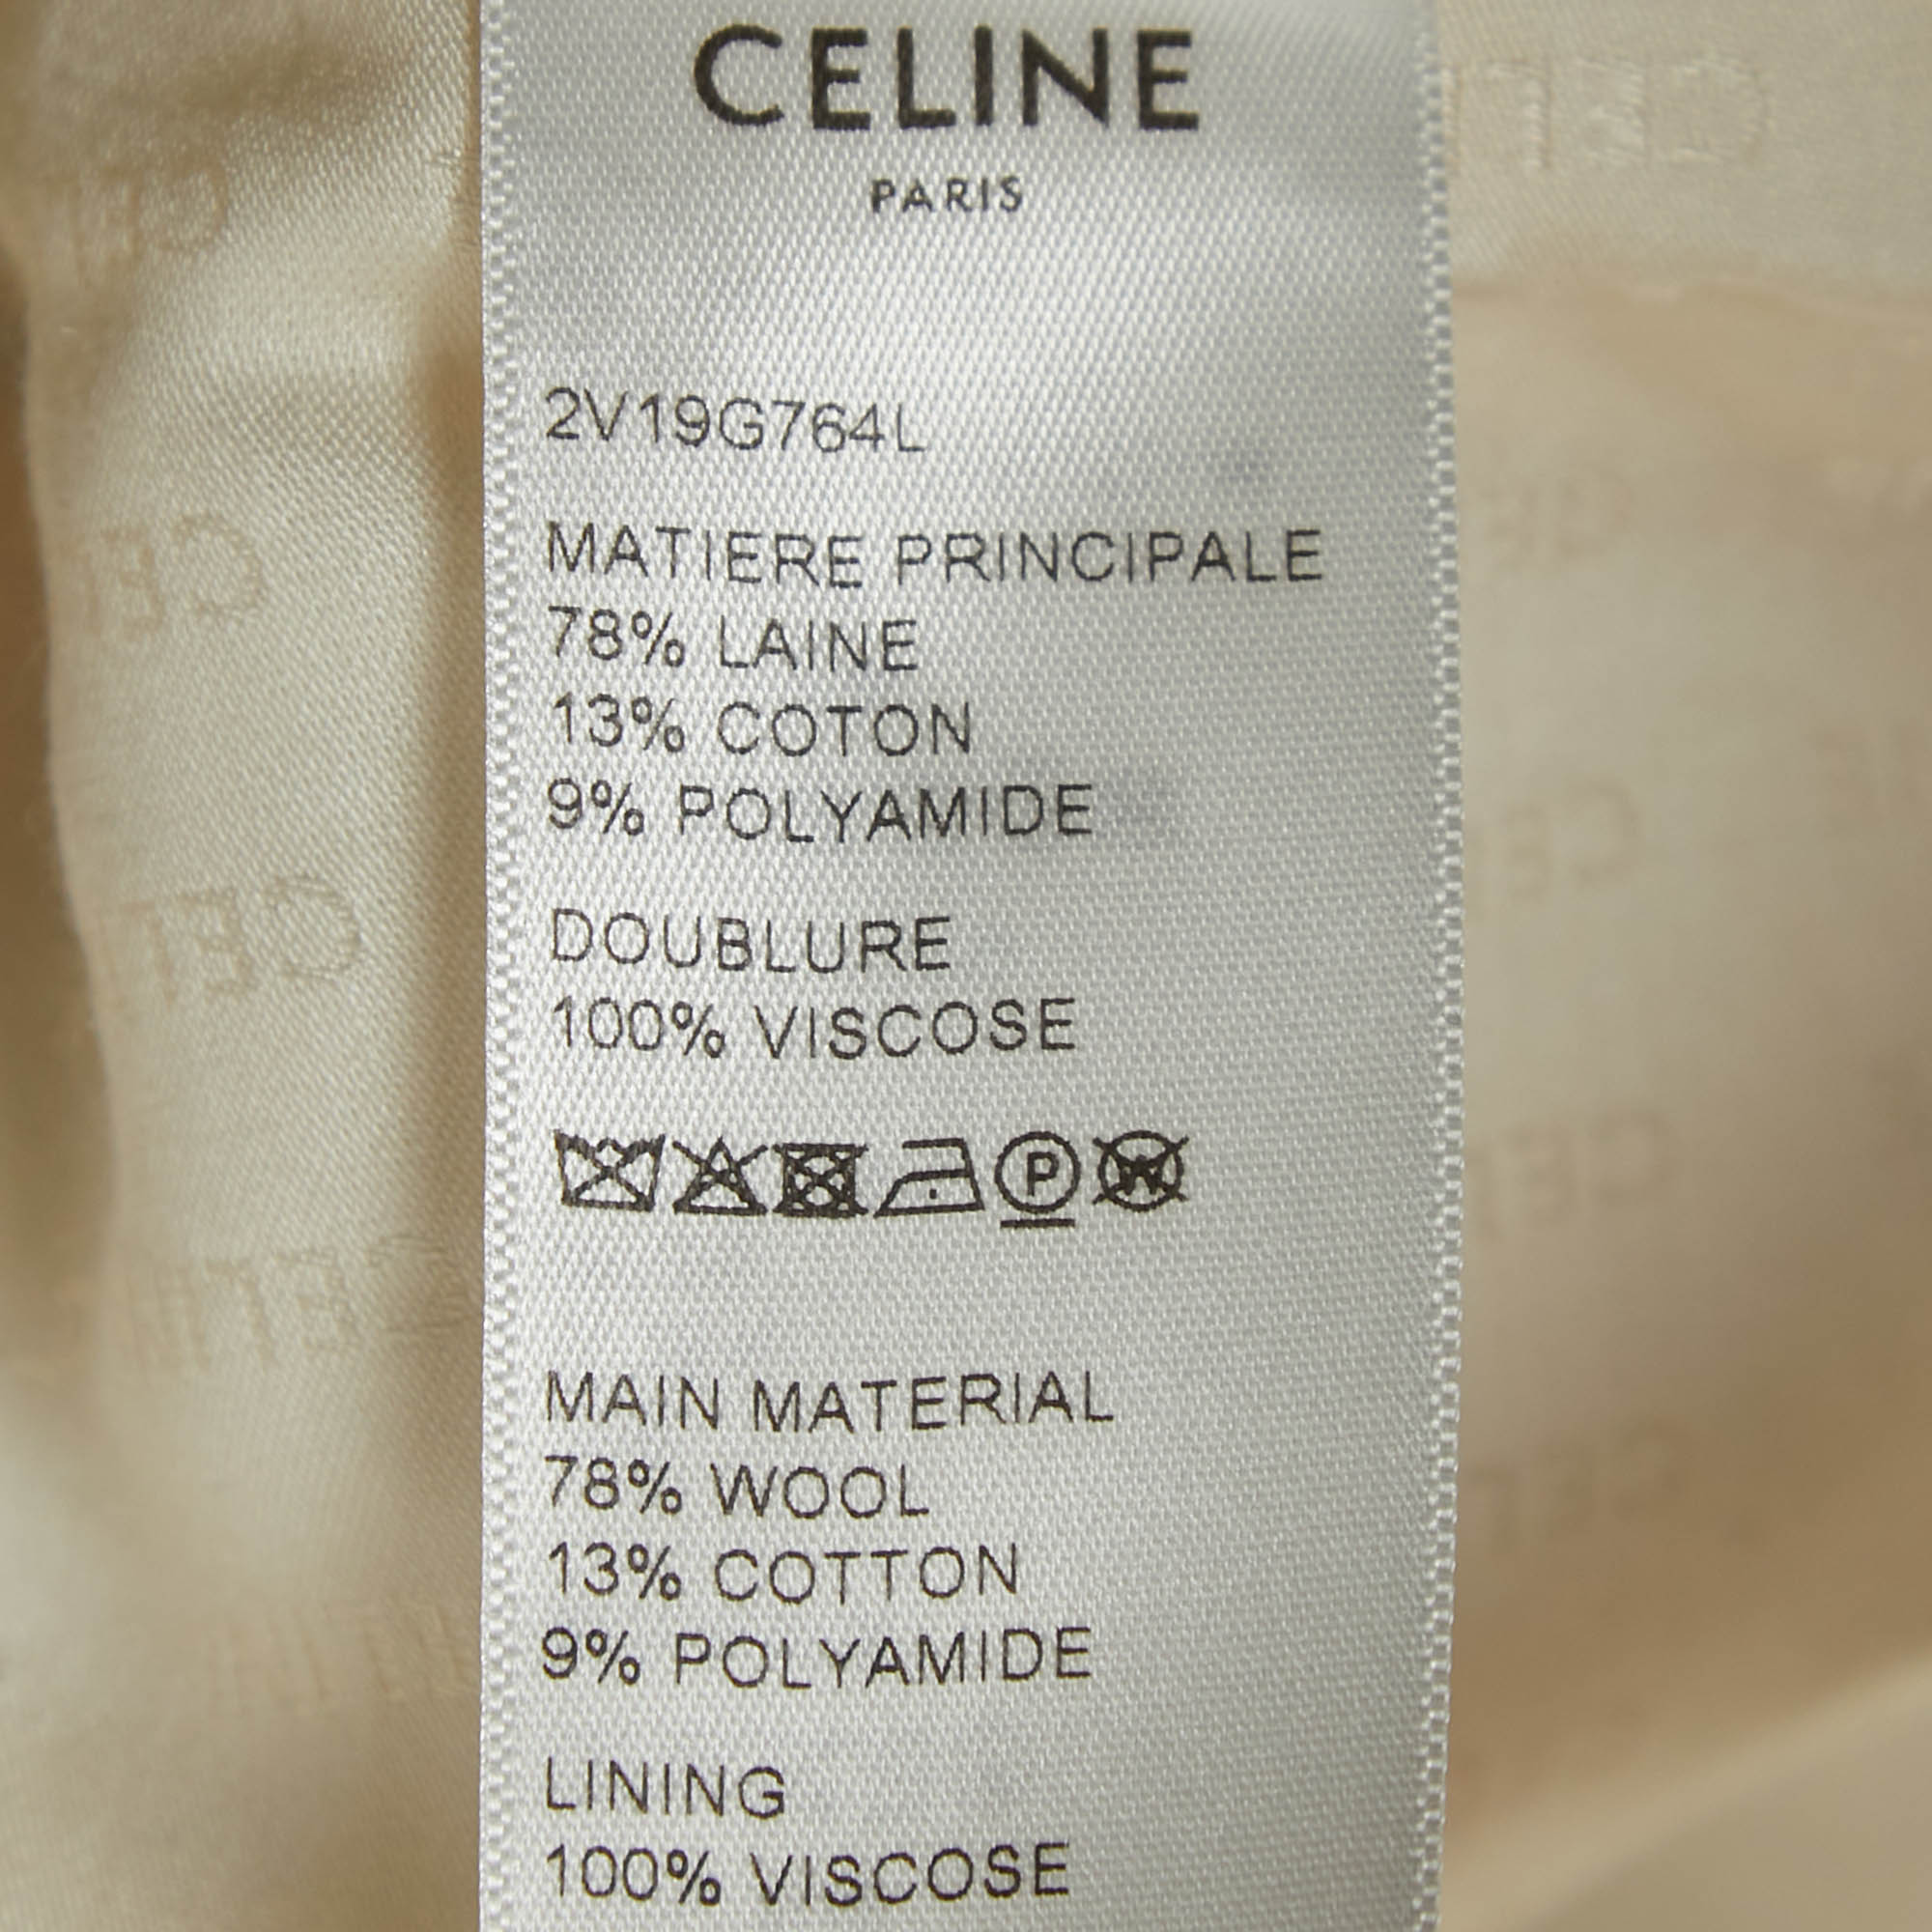 CELINE
PARIS
2V19G764L
MATIERE PRINCIPALE
78% LAINE
13% COTON
9% POLYAMIDE
DOUBLURE
100% VISCOSE
P W
MAIN MATERIAL
78% WOOL
13% COTTON
9% POLYAMIDE
LINING
100% VISCOSE